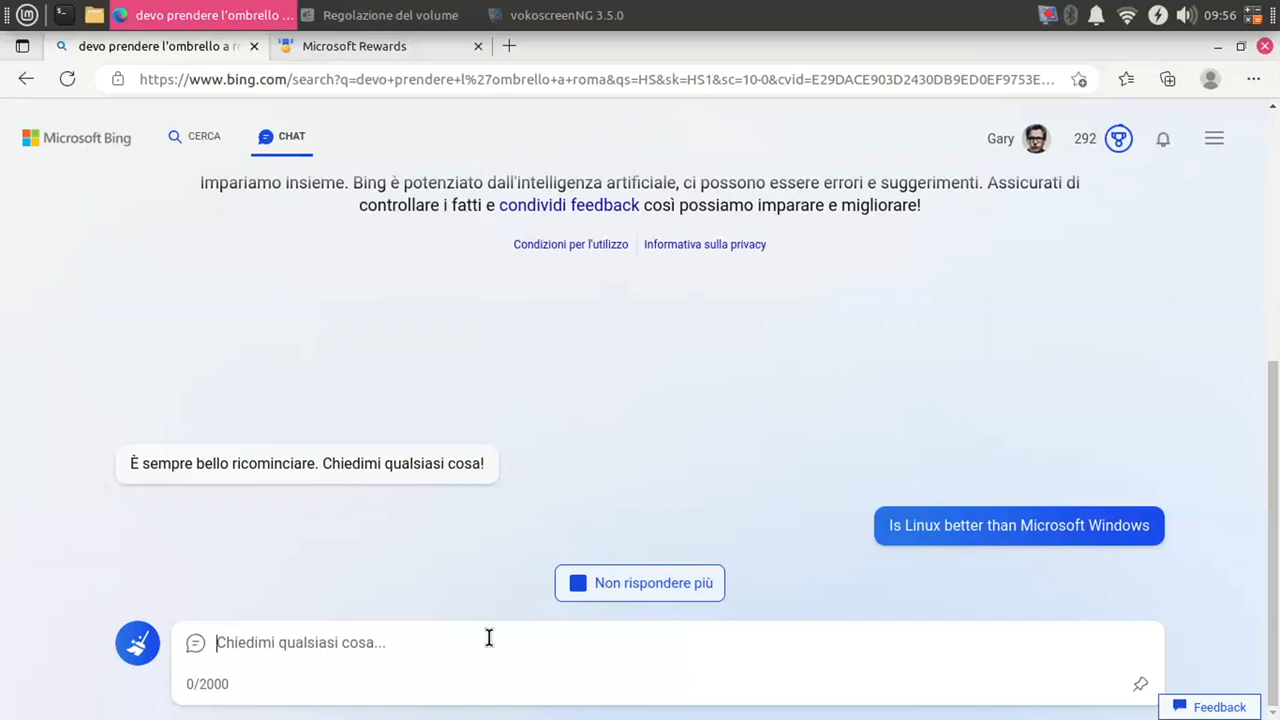 devo prendere l'ombrello ...
Regolazione del volume
vokoscreenNG 3.5.0
09:56
devo prendere l'ombrello a r
Microsoft Rewards
https://www.bing.com/search?q=devo+prendere+l%27ombrello+a+roma&qs=HS&sk=HS1&sc=10-0&cvid=E29DACE903D2430DB9ED0EF9753E...
Microsoft Bing
CERCA
CHAT
Gary
292
Impariamo insieme. Bing è potenziato dall'intelligenza artificiale, ci possono essere errori e suggerimenti. Assicurati di
controllare i fatti e condividi feedback così possiamo imparare e migliorare!
Condizioni per l'utilizzo
Informativa sulla privacy
È sempre bello ricominciare. Chiedimi qualsiasi cosa!
Is Linux better than Microsoft Windows
Non rispondere più
Chiedimi qualsiasi cosa...
0/2000
Feedback